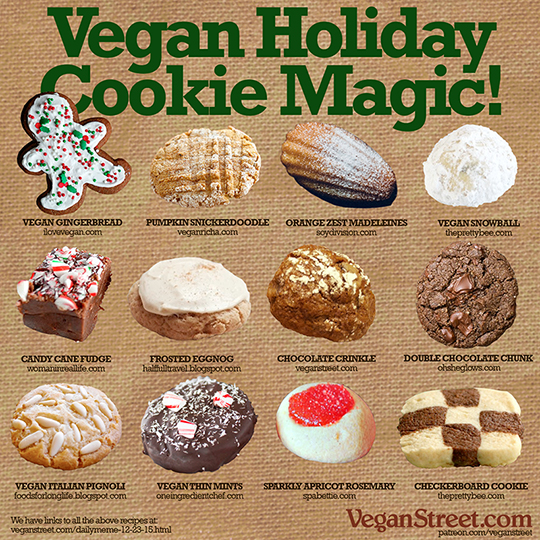 Vegan Holiday
Cookie Magic!
VEGAN GINGERBREAD
ilovevegan.com
PUMPKIN SNICKERDOODLE
veganricha.com
ORANGE ZEST MADELEINES
soydivision.com
VEGAN SNOWBALL
theprettybee.com
CANDY CANE FUDGE
womaninreallife.com
FROSTED EGGNOG
halffulltravel.blogspot.com
CHOCOLATE CRINKLE
veganstreet.com
DOUBLE CHOCOLATE CHUNK
ohsheglows.com
VEGAN ITALIAN PIGNOLI
foodsforlonglife.blogspot.com
VEGAN THIN MINTS
oneingredientchef.com
SPARKLY APRICOT ROSEMARY
spabettie.com
CHECKERBOARD COOKIE
theprettybee.com
We have links to all the above recipes at
veganstreet.com/dailymeme-12-23-15.html
VeganStreet.com
patreon.com/veganstreet